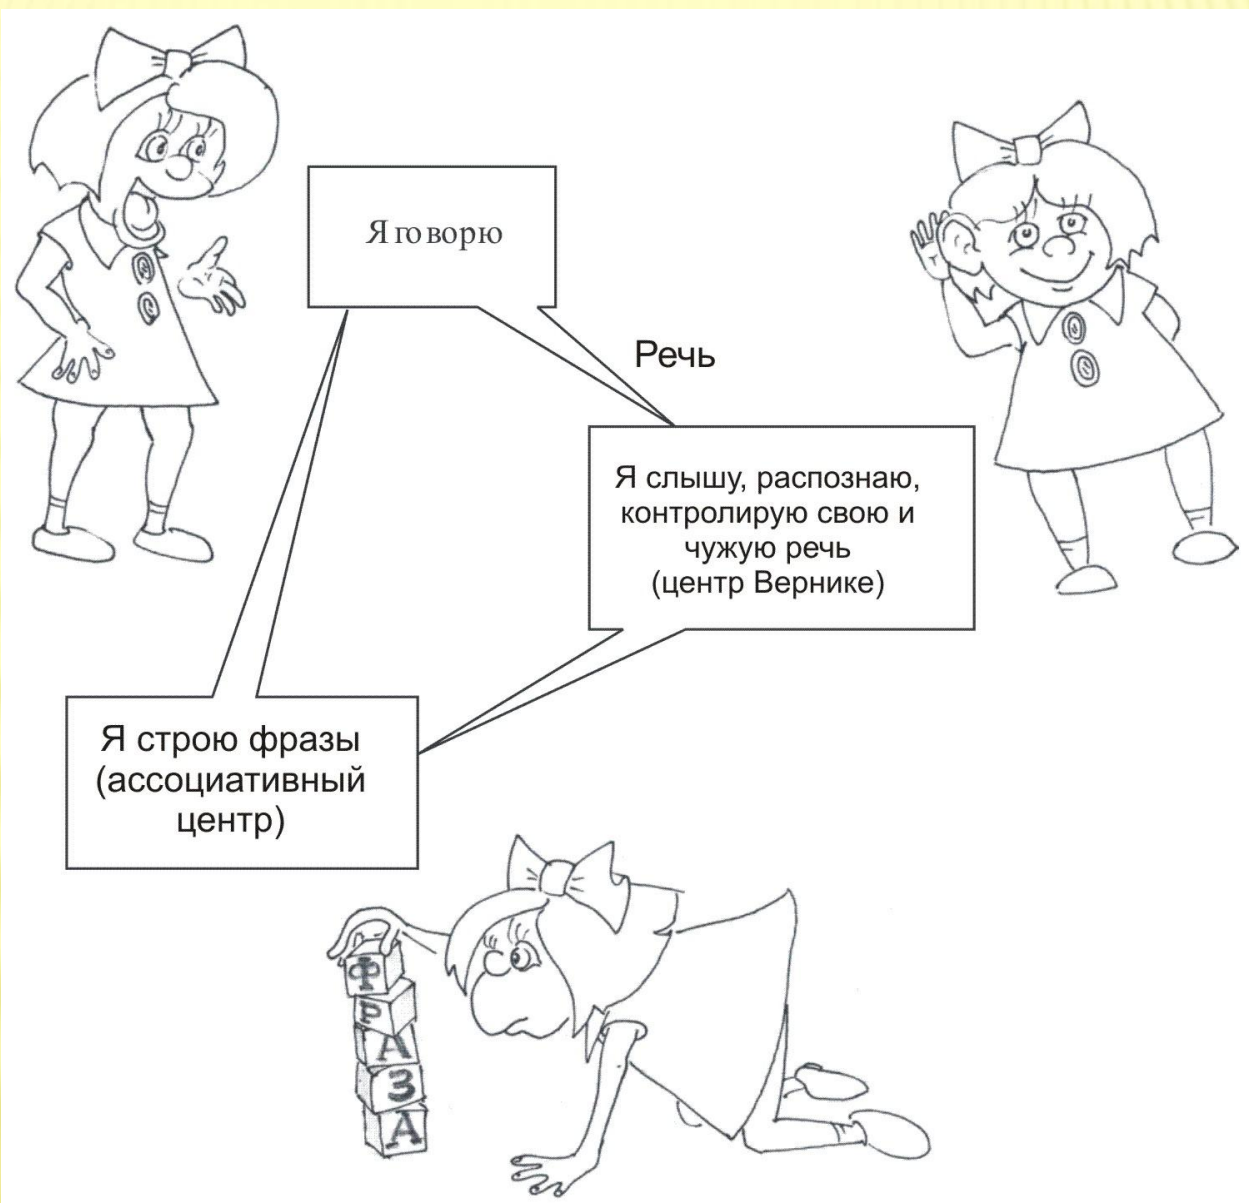 Я говорю
Речь
Я слышу, распознаю,
контролирую свою и
чужую речь
(центр Вернике)
Я строю фразы
(ассоциативный
центр)
Ф
Р
А
З
А